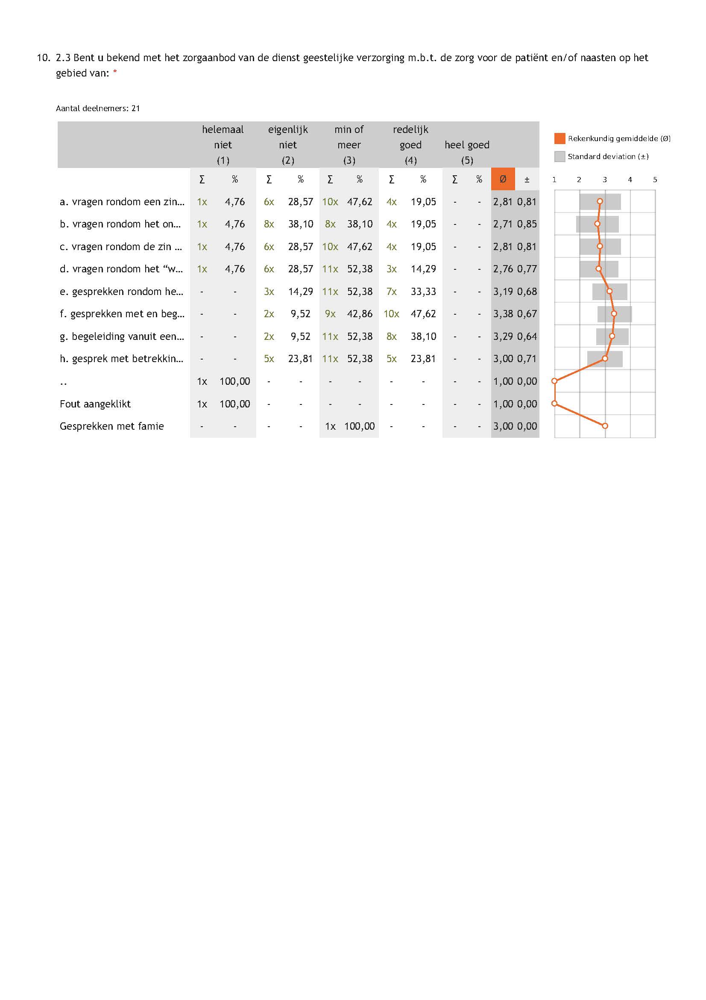 10. 2.3 Bent u bekend met het zorgaanbod van de dienst geestelijke verzorging m.b.t. de zorg voor de patiënt en/of naasten op het
gebied van: *
Aantal deelnemers: 21
helemaal eigenlijk min of redelijk
niet niet meer goed heel goed
(1) (2) (3) (4) (5)
Rekenkundig gemiddelde (Ø)
Standard deviation (±)
Σ % Σ % Σ % Σ % Σ % Ø ± 1 2 3 4 5
a. vragen rondom een zin... 1x 4,76 6x 28,57 10x 47,62 4x 19,05 - - 2,81 0,81
b. vragen rondom het on... 1x 4,76 8x 38,10 8x 38,10 4x 19,05 - - 2,71 0,85
c. vragen rondom de zin ... 1x 4,76 6x 28,57 10x 47,62 4x 19,05 - - 2,81 0,81
d. vragen rondom het “w... 1x 4,76 6x 28,57 11x 52,38 3x 14,29 - - 2,76 0,77
e. gesprekken rondom he... - - 3x 14,29 11x 52,38 7x 33,33 - - 3,19 0,68
f. gesprekken met en beg... - - 2x 9,52 9x 42,86 10x 47,62 - - 3,38 0,67
g. begeleiding vanuit een... - - 2x 9,52 11x 52,38 8x 38,10 - - 3,29 0,64
h. gesprek met betrekkin... - - 5x 23,81 11x 52,38 5x 23,81 - - 3,00 0,71
.. 1x 100,00 - - - - - - - - 1,00 0,00
Fout aangeklikt 1x 100,00 - - - - - - - - 1,00 0,00
Gesprekken met famie - - - - 1x 100,00 - - - - 3,00 0,00